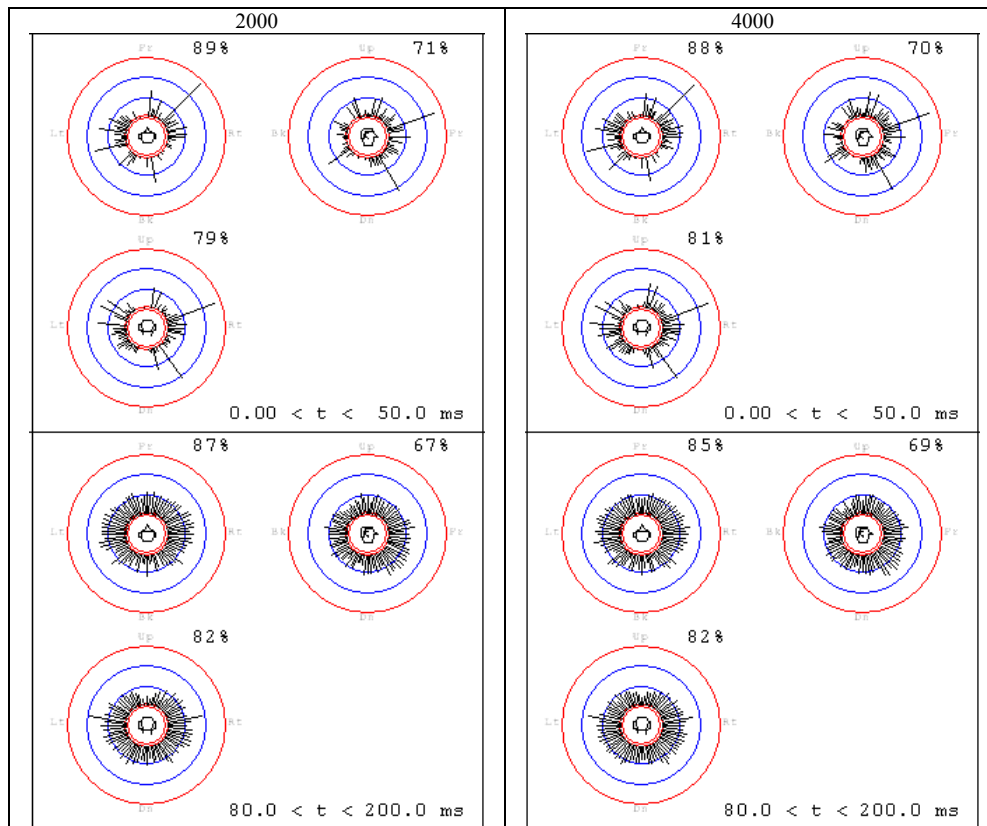 2000 4000
Fr 89% Up 71%
Lt Rt Bk Fr
Bk Dn
Up 79%
Lt Rt
Dn
0.00 < t < 50.0 ms
Fr 88% Up 70%
Lt Rt Bk Fr
Bk Dn
Up 81%
Lt Rt
Dn
0.00 < t < 50.0 ms
Fr 87% Up 67%
Lt Rt Bk Fr
Bk Dn
Up 82%
Lt Rt
Dn
80.0 < t < 200.0 ms
Fr 85% Up 69%
Lt Rt Bk Fr
Bk Dn
Up 82%
Lt Rt
Dn
80.0 < t < 200.0 ms